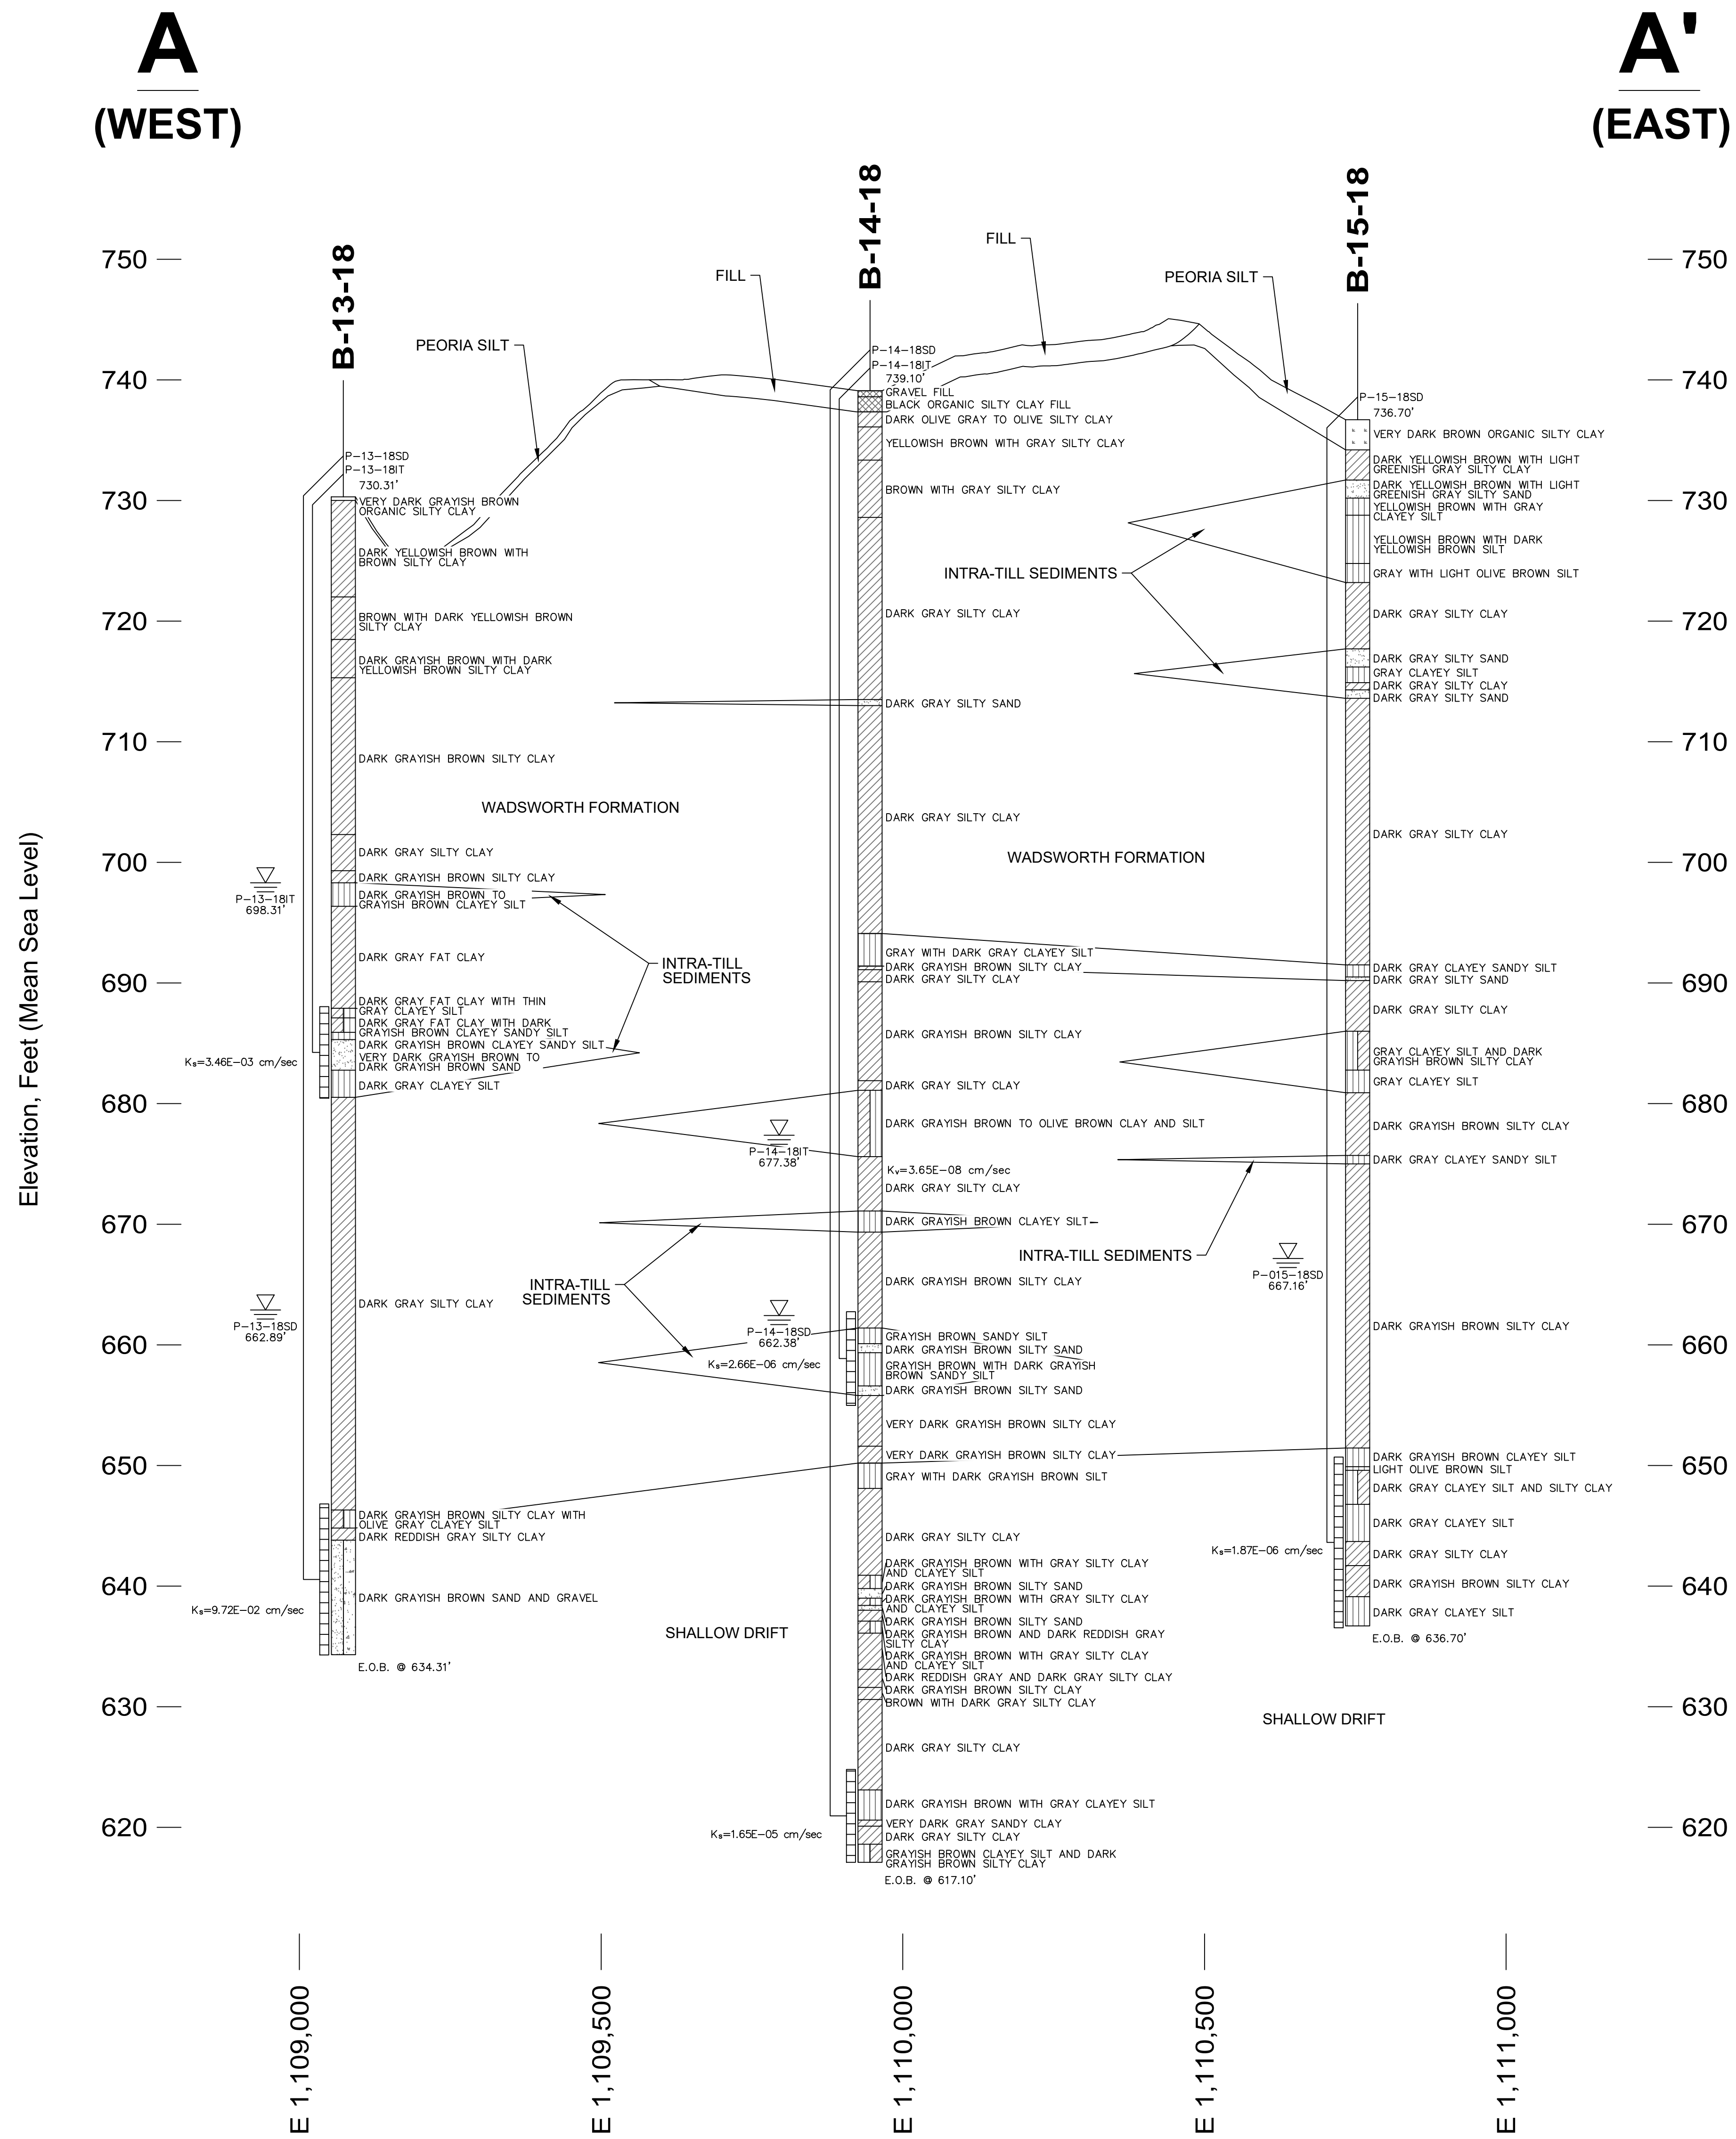 A
(WEST)
A'
(EAST)
Elevation, Feet (Mean Sea Level)
750
740
730
720
710
700
690
680
670
660
650
640
630
620
B-13-18
P-13-18SD
P-13-18IT
730.31'
VERY DARK GRAYISH BROWN
ORGANIC SILTY CLAY
DARK YELLOWISH BROWN WITH
BROWN SILTY CLAY
BROWN WITH DARK YELLOWISH BROWN
SILTY CLAY
DARK GRAYISH BROWN WITH DARK
YELLOWISH BROWN SILTY CLAY
DARK GRAYISH BROWN SILTY CLAY
DARK GRAY SILTY CLAY
DARK GRAYISH BROWN SILTY CLAY
DARK GRAYISH BROWN TO
GRAYISH BROWN CLAYEY SILT
DARK GRAY FAT CLAY
DARK GRAY FAT CLAY WITH THIN
GRAY CLAYEY SILT
DARK GRAY FAT CLAY WITH DARK
GRAYISH BROWN CLAYEY SANDY SILT
DARK GRAYISH BROWN CLAYEY SANDY SILT
VERY DARK GRAYISH BROWN TO
DARK GRAYISH BROWN SAND
DARK GRAY CLAYEY SILT
DARK GRAY SILTY CLAY
DARK GRAYISH BROWN SILTY CLAY WITH
OLIVE GRAY CLAYEY SILT
DARK REDDISH GRAY SILTY CLAY
DARK GRAYISH BROWN SAND AND GRAVEL
E.O.B. @ 634.31'
P-13-18IT
698.31'
Ks=3.46E-03 cm/sec
P-13-18SD
662.89'
Ks=9.72E-02 cm/sec
PEORIA SILT
FILL
WADSWORTH FORMATION
INTRA-TILL
SEDIMENTS
INTRA-TILL
SEDIMENTS
SHALLOW DRIFT
B-14-18
P-14-18SD
P-14-18IT
739.10'
GRAVEL FILL
BLACK ORGANIC SILTY CLAY FILL
DARK OLIVE GRAY TO OLIVE SILTY CLAY
YELLOWISH BROWN WITH GRAY SILTY CLAY
BROWN WITH GRAY SILTY CLAY
DARK GRAY SILTY CLAY
DARK GRAY SILTY SAND
DARK GRAY SILTY CLAY
GRAY WITH DARK GRAY CLAYEY SILT
DARK GRAYISH BROWN SILTY CLAY
DARK GRAY SILTY CLAY
DARK GRAYISH BROWN SILTY CLAY
DARK GRAY SILTY CLAY
DARK GRAYISH BROWN TO OLIVE BROWN CLAY AND SILT
Kv=3.65E-08 cm/sec
DARK GRAY SILTY CLAY
DARK GRAYISH BROWN CLAYEY SILT
DARK GRAYISH BROWN SILTY CLAY
GRAYISH BROWN SANDY SILT
DARK GRAYISH BROWN SILTY SAND
GRAYISH BROWN WITH DARK GRAYISH
BROWN SANDY SILT
DARK GRAYISH BROWN SILTY SAND
VERY DARK GRAYISH BROWN SILTY CLAY
VERY DARK GRAYISH BROWN SILTY CLAY
GRAY WITH DARK GRAYISH BROWN SILT
DARK GRAY SILTY CLAY
DARK GRAYISH BROWN WITH GRAY SILTY CLAY
AND CLAYEY SILT
DARK GRAYISH BROWN SILTY SAND
DARK GRAYISH BROWN WITH GRAY SILTY CLAY
AND CLAYEY SILT
DARK GRAYISH BROWN SILTY SAND
DARK GRAYISH BROWN AND DARK REDDISH GRAY
SILTY CLAY
DARK GRAYISH BROWN WITH GRAY SILTY CLAY
AND CLAYEY SILT
DARK REDDISH GRAY AND DARK GRAY SILTY CLAY
DARK GRAYISH BROWN SILTY CLAY
BROWN WITH DARK GRAY SILTY CLAY
DARK GRAY SILTY CLAY
DARK GRAYISH BROWN WITH GRAY CLAYEY SILT
VERY DARK GRAY SANDY CLAY
DARK GRAY SILTY CLAY
GRAYISH BROWN CLAYEY SILT AND DARK
GRAYISH BROWN SILTY CLAY
E.O.B. @ 617.10'
P-14-18IT
677.38'
P-14-18SD
662.38'
Ks=2.66E-06 cm/sec
Ks=1.65E-05 cm/sec
FILL
PEORIA SILT
INTRA-TILL SEDIMENTS
WADSWORTH FORMATION
INTRA-TILL SEDIMENTS
SHALLOW DRIFT
B-15-18
P-15-18SD
736.70'
VERY DARK BROWN ORGANIC SILTY CLAY
DARK YELLOWISH BROWN WITH LIGHT
GREENISH GRAY SILTY CLAY
DARK YELLOWISH BROWN WITH LIGHT
GREENISH GRAY SILTY SAND
YELLOWISH BROWN WITH GRAY
CLAYEY SILT
YELLOWISH BROWN WITH DARK
YELLOWISH BROWN SILT
GRAY WITH LIGHT OLIVE BROWN SILT
DARK GRAY SILTY CLAY
DARK GRAY SILTY SAND
GRAY CLAYEY SILT
DARK GRAY SILTY CLAY
DARK GRAY SILTY SAND
DARK GRAY SILTY CLAY
DARK GRAY CLAYEY SANDY SILT
DARK GRAY SILTY SAND
DARK GRAY SILTY CLAY
GRAY CLAYEY SILT AND DARK
GRAYISH BROWN SILTY CLAY
GRAY CLAYEY SILT
DARK GRAYISH BROWN SILTY CLAY
DARK GRAY CLAYEY SANDY SILT
DARK GRAYISH BROWN SILTY CLAY
DARK GRAYISH BROWN CLAYEY SILT
LIGHT OLIVE BROWN SILT
DARK GRAY CLAYEY SILT AND SILTY CLAY
DARK GRAY CLAYEY SILT
DARK GRAY SILTY CLAY
DARK GRAYISH BROWN SILTY CLAY
DARK GRAY CLAYEY SILT
E.O.B. @ 636.70'
P-015-18SD
667.16'
Ks=1.87E-06 cm/sec
750
740
730
720
710
700
690
680
670
660
650
640
630
620
E 1,109,000
E 1,109,500
E 1,110,000
E 1,110,500
E 1,111,000